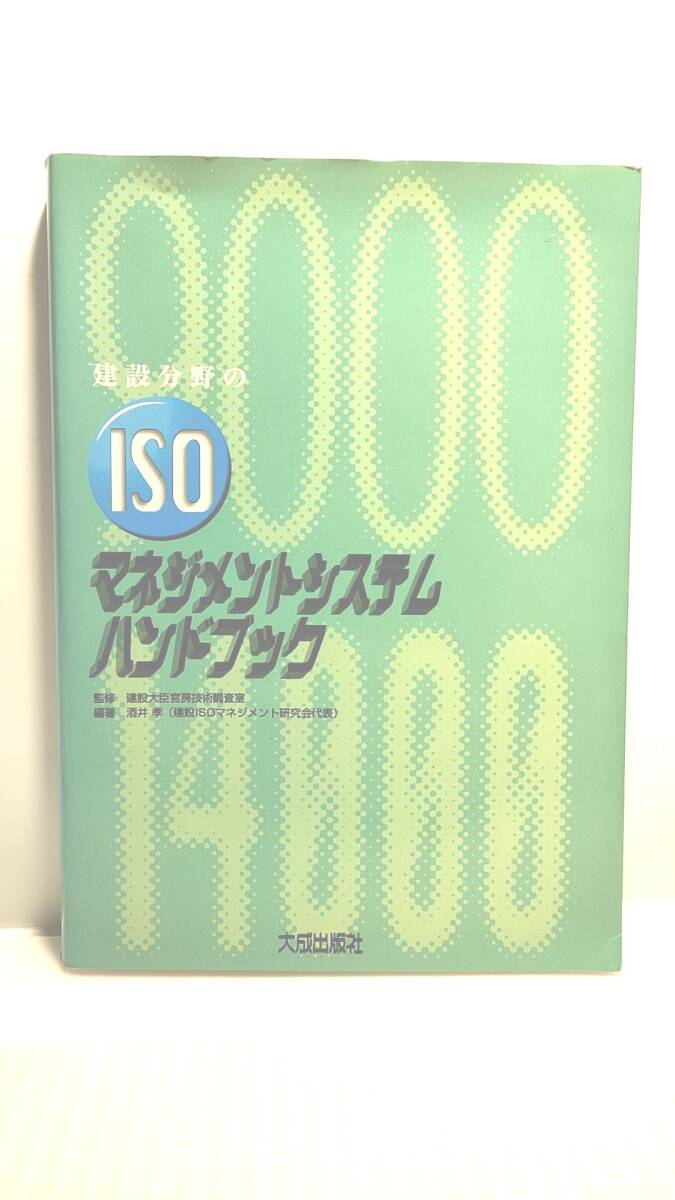 9000
建設分野の
ISO
マネジメントシステム
ハンドブック
監修 建設大臣官房技術調査室
編著 酒井 孝（建設ISOマネジメント研究会代表）
14000
大成出版社